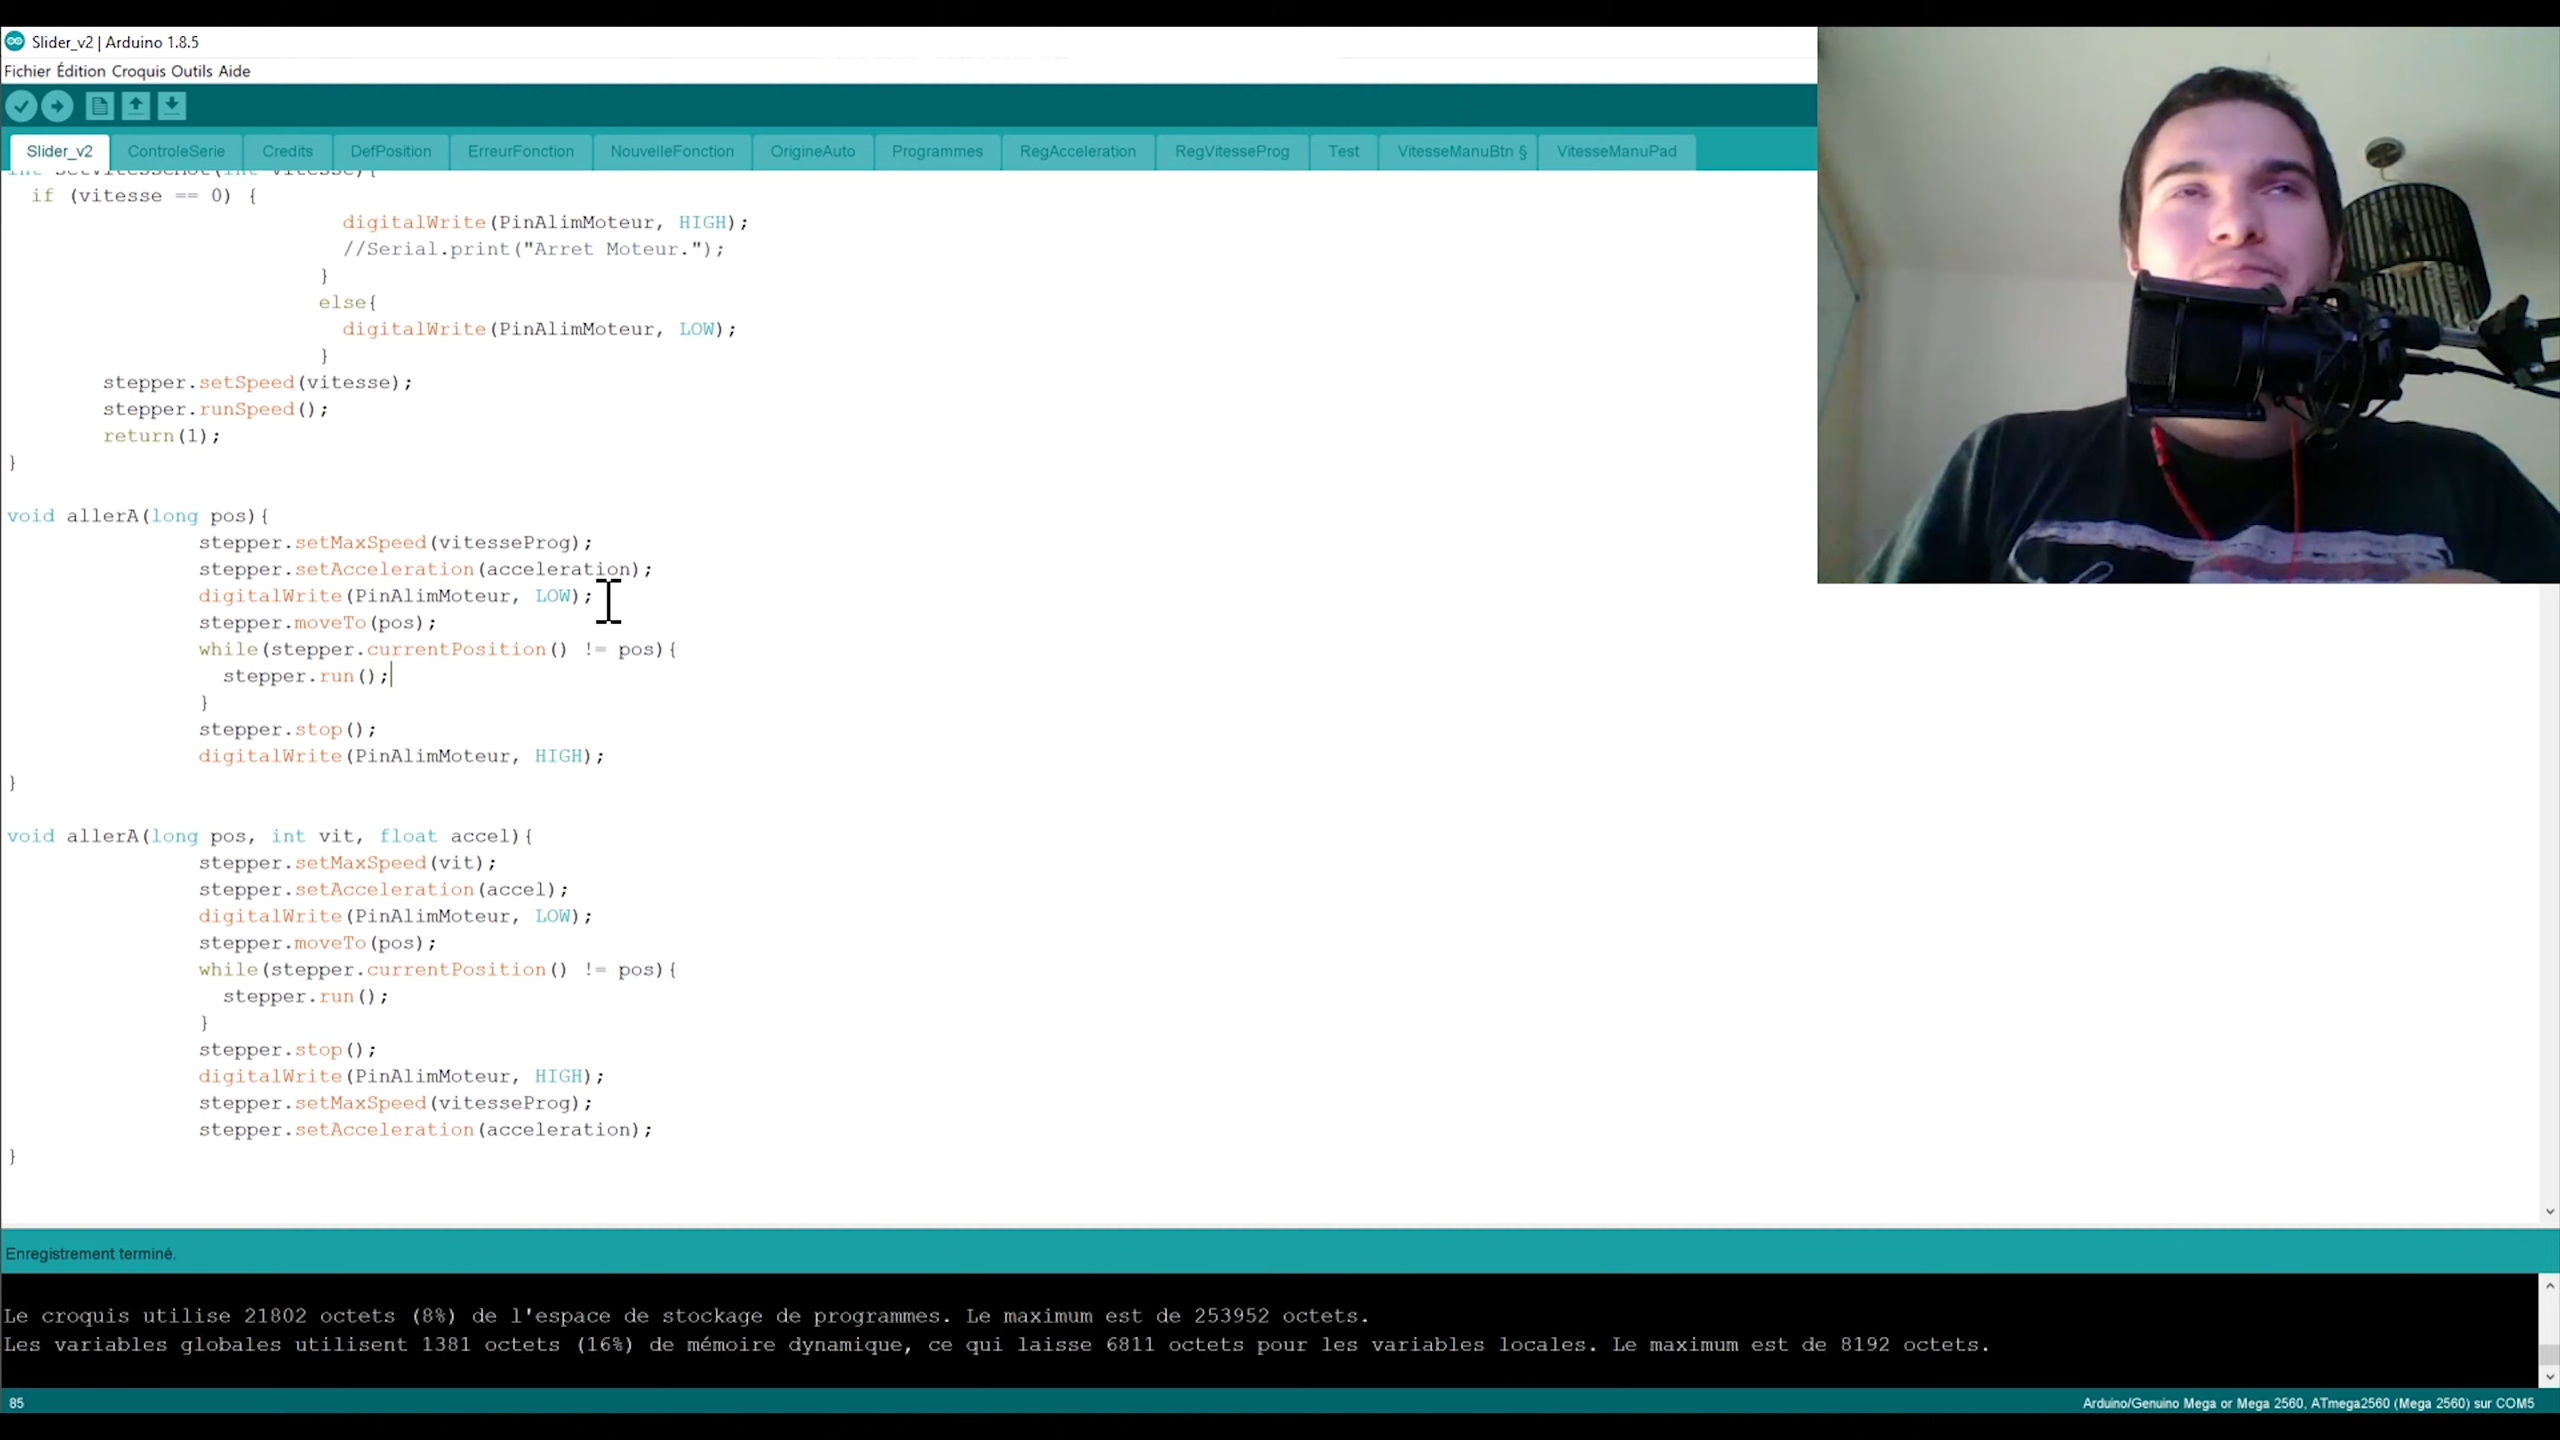 Slider_v2 | Arduino 1.8.5
Fichier Édition Croquis Outils Aide
Slider_v2 ControleSerie Credits DefPosition ErreurFonction NouvelleFonction OrigineAuto Programmes RegAcceleration RegVitesseProg Test VitesseManuBtn § VitesseManuPad
if (vitesse == 0) {
digitalWrite(PinAlimMoteur, HIGH);
//Serial.print("Arret Moteur.");
}
else{
digitalWrite(PinAlimMoteur, LOW);
}
stepper.setSpeed(vitesse);
stepper.runSpeed();
return(1);
}
void allerA(long pos){
stepper.setMaxSpeed(vitesseProg);
stepper.setAcceleration(acceleration);
digitalWrite(PinAlimMoteur, LOW);
stepper.moveTo(pos);
while(stepper.currentPosition() != pos){
stepper.run();
}
stepper.stop();
digitalWrite(PinAlimMoteur, HIGH);
}
void allerA(long pos, int vit, float accel){
stepper.setMaxSpeed(vit);
stepper.setAcceleration(accel);
digitalWrite(PinAlimMoteur, LOW);
stepper.moveTo(pos);
while(stepper.currentPosition() != pos){
stepper.run();
}
stepper.stop();
digitalWrite(PinAlimMoteur, HIGH);
stepper.setMaxSpeed(vitesseProg);
stepper.setAcceleration(acceleration);
}
Enregistrement terminé.
Le croquis utilise 21802 octets (8%) de l'espace de stockage de programmes. Le maximum est de 253952 octets.
Les variables globales utilisent 1381 octets (16%) de mémoire dynamique, ce qui laisse 6811 octets pour les variables locales. Le maximum est de 8192 octets.
85
Arduino/Genuino Mega or Mega 2560, ATmega2560 (Mega 2560) sur COM5